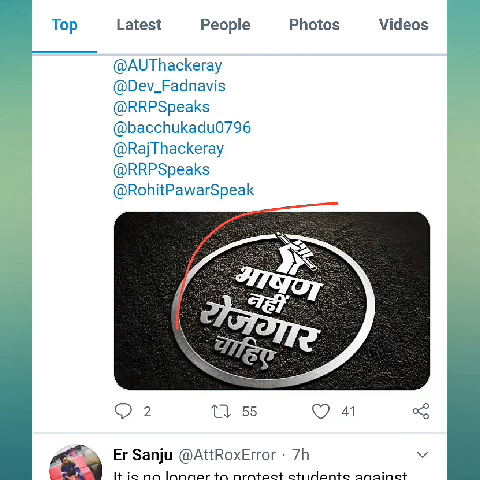 Top Latest People Photos Videos
@AUThackeray
@Dev_Fadnavis
@RRPSpeaks
@bacchukadu0796
@RajThackeray
@RRPSpeaks
@RohitPawarSpeak
भाषण
नहीं
रोजगार
चाहिए
2 55 41
Er Sanju @AttRoxError · 7h
It is no longer to protest students against